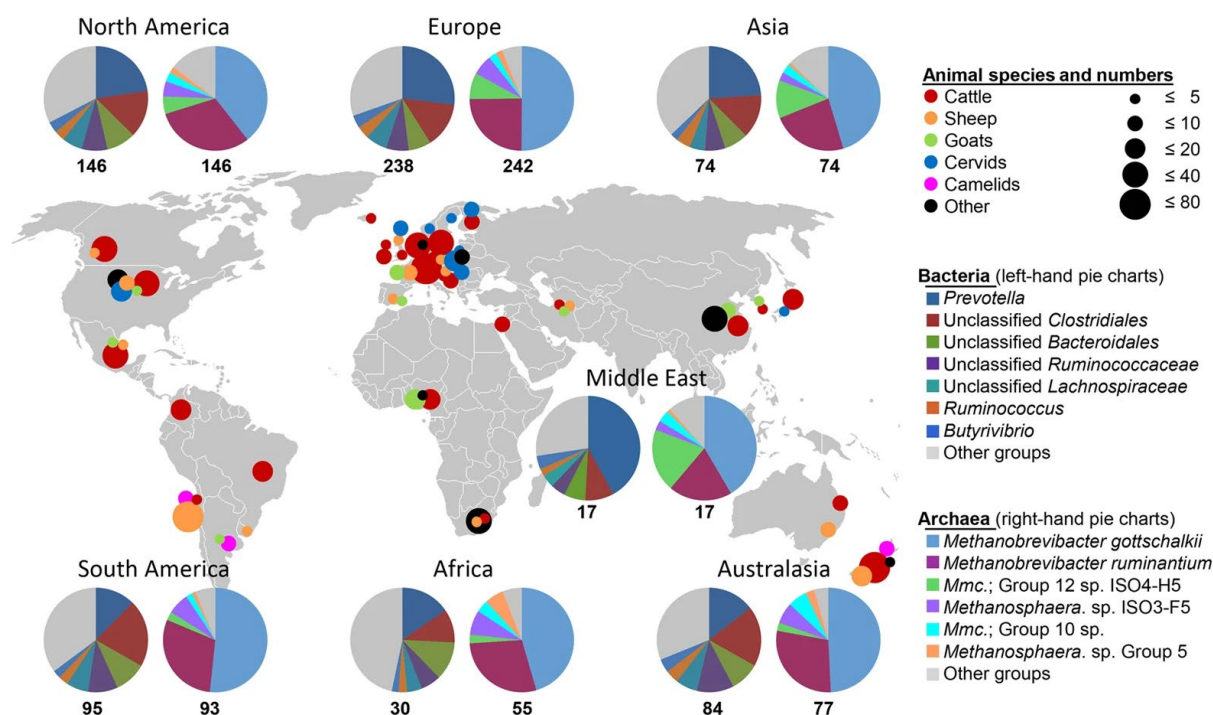 North America
Europe
Asia
146 146
238 242
74 74
Animal species and numbers
Cattle
Sheep
Goats
Cervids
Camelids
Other
≤ 5
≤ 10
≤ 20
≤ 40
≤ 80
Middle East
17 17
Bacteria (left-hand pie charts)
Prevotella
Unclassified Clostridiales
Unclassified Bacteroidales
Unclassified Ruminococcaceae
Unclassified Lachnospiraceae
Ruminococcus
Butyrivibrio
Other groups
Archaea (right-hand pie charts)
Methanobrevibacter gottschalkii
Methanobrevibacter ruminantium
Mmc.; Group 12 sp. ISO4-H5
Methanosphaera. sp. ISO3-F5
Mmc.; Group 10 sp.
Methanosphaera. sp. Group 5
Other groups
South America
Africa
Australasia
95 93
30 55
84 77